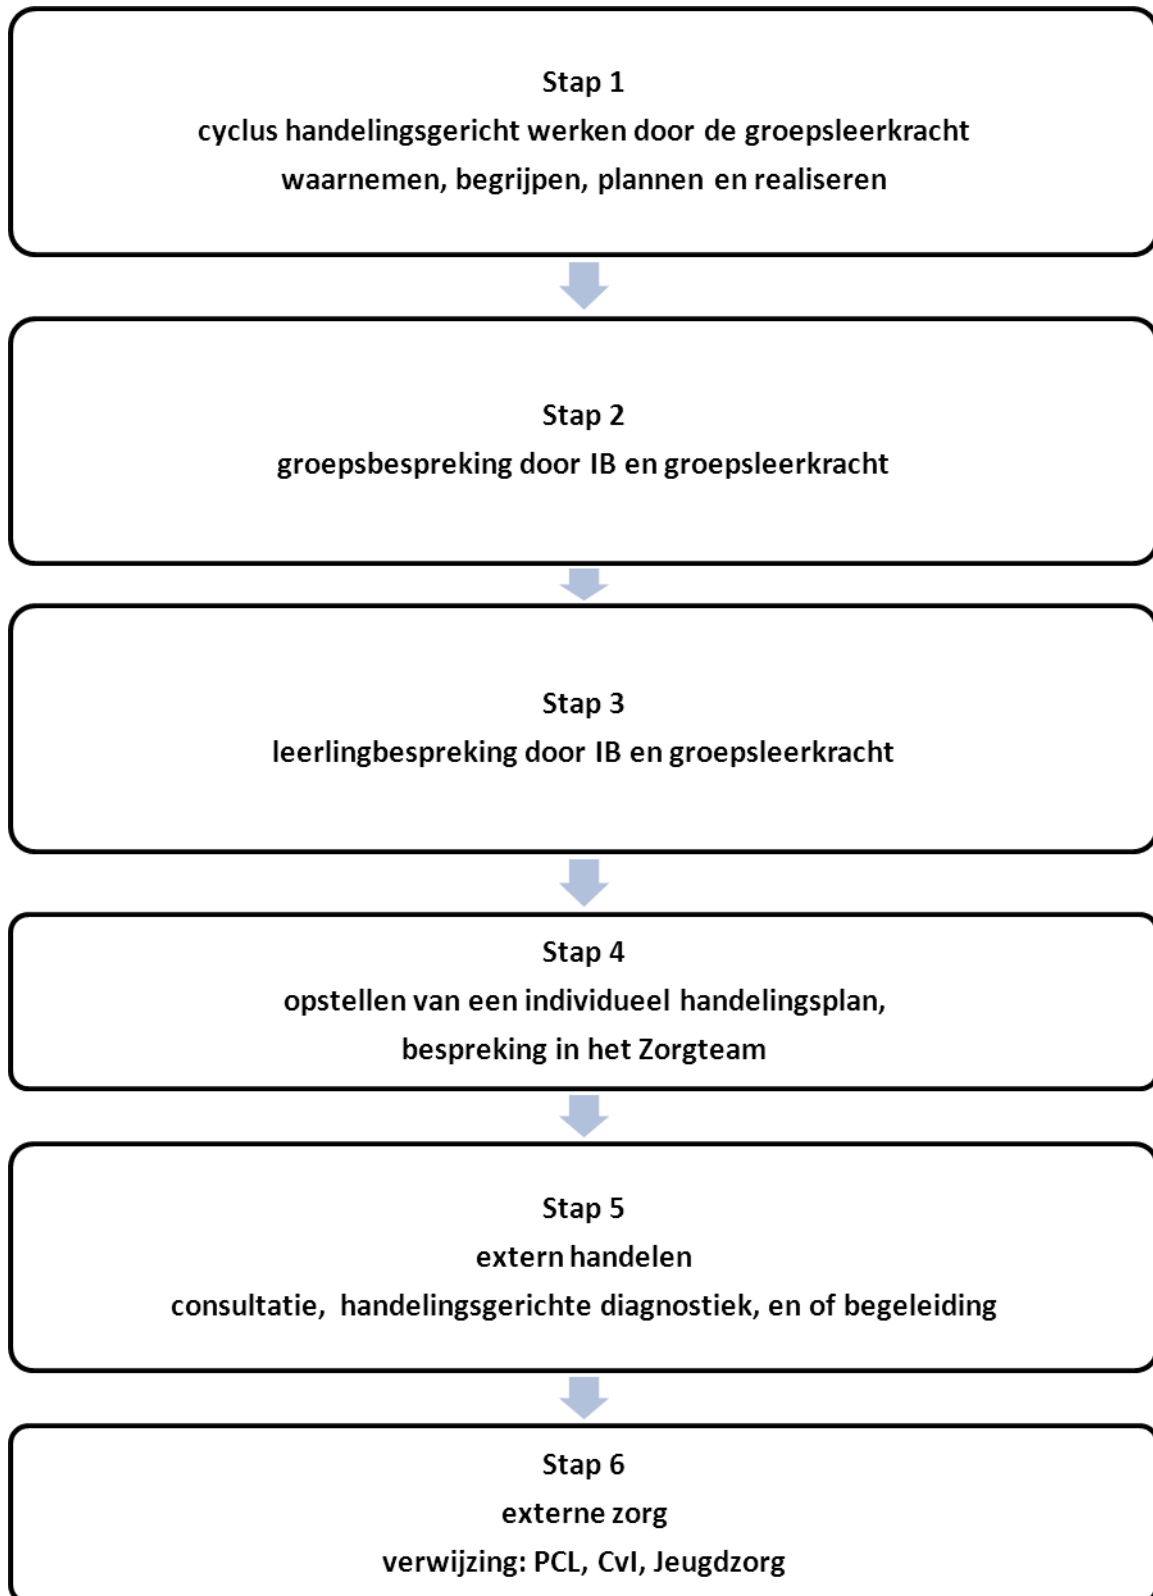 Stap 1
cyclus handelingsgericht werken door de groepsleerkracht
waarnemen, begrijpen, plannen en realiseren
Stap 2
groepsbespreking door IB en groepsleerkracht
Stap 3
leerlingbespreking door IB en groepsleerkracht
Stap 4
opstellen van een individueel handelingsplan,
bespreking in het Zorgteam
Stap 5
extern handelen
consultatie, handelingsgerichte diagnostiek, en of begeleiding
Stap 6
externe zorg
verwijzing: PCL, CvI, Jeugdzorg